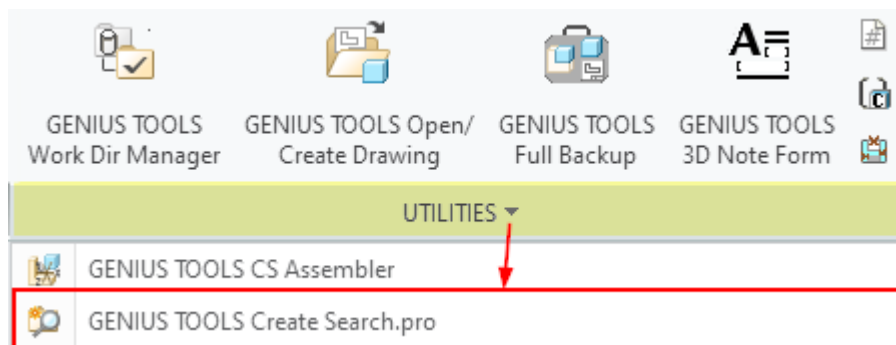 GENIUS TOOLS
Work Dir Manager
GENIUS TOOLS Open/
Create Drawing
GENIUS TOOLS
Full Backup
GENIUS TOOLS
3D Note Form
UTILITIES
GENIUS TOOLS CS Assembler
GENIUS TOOLS Create Search.pro